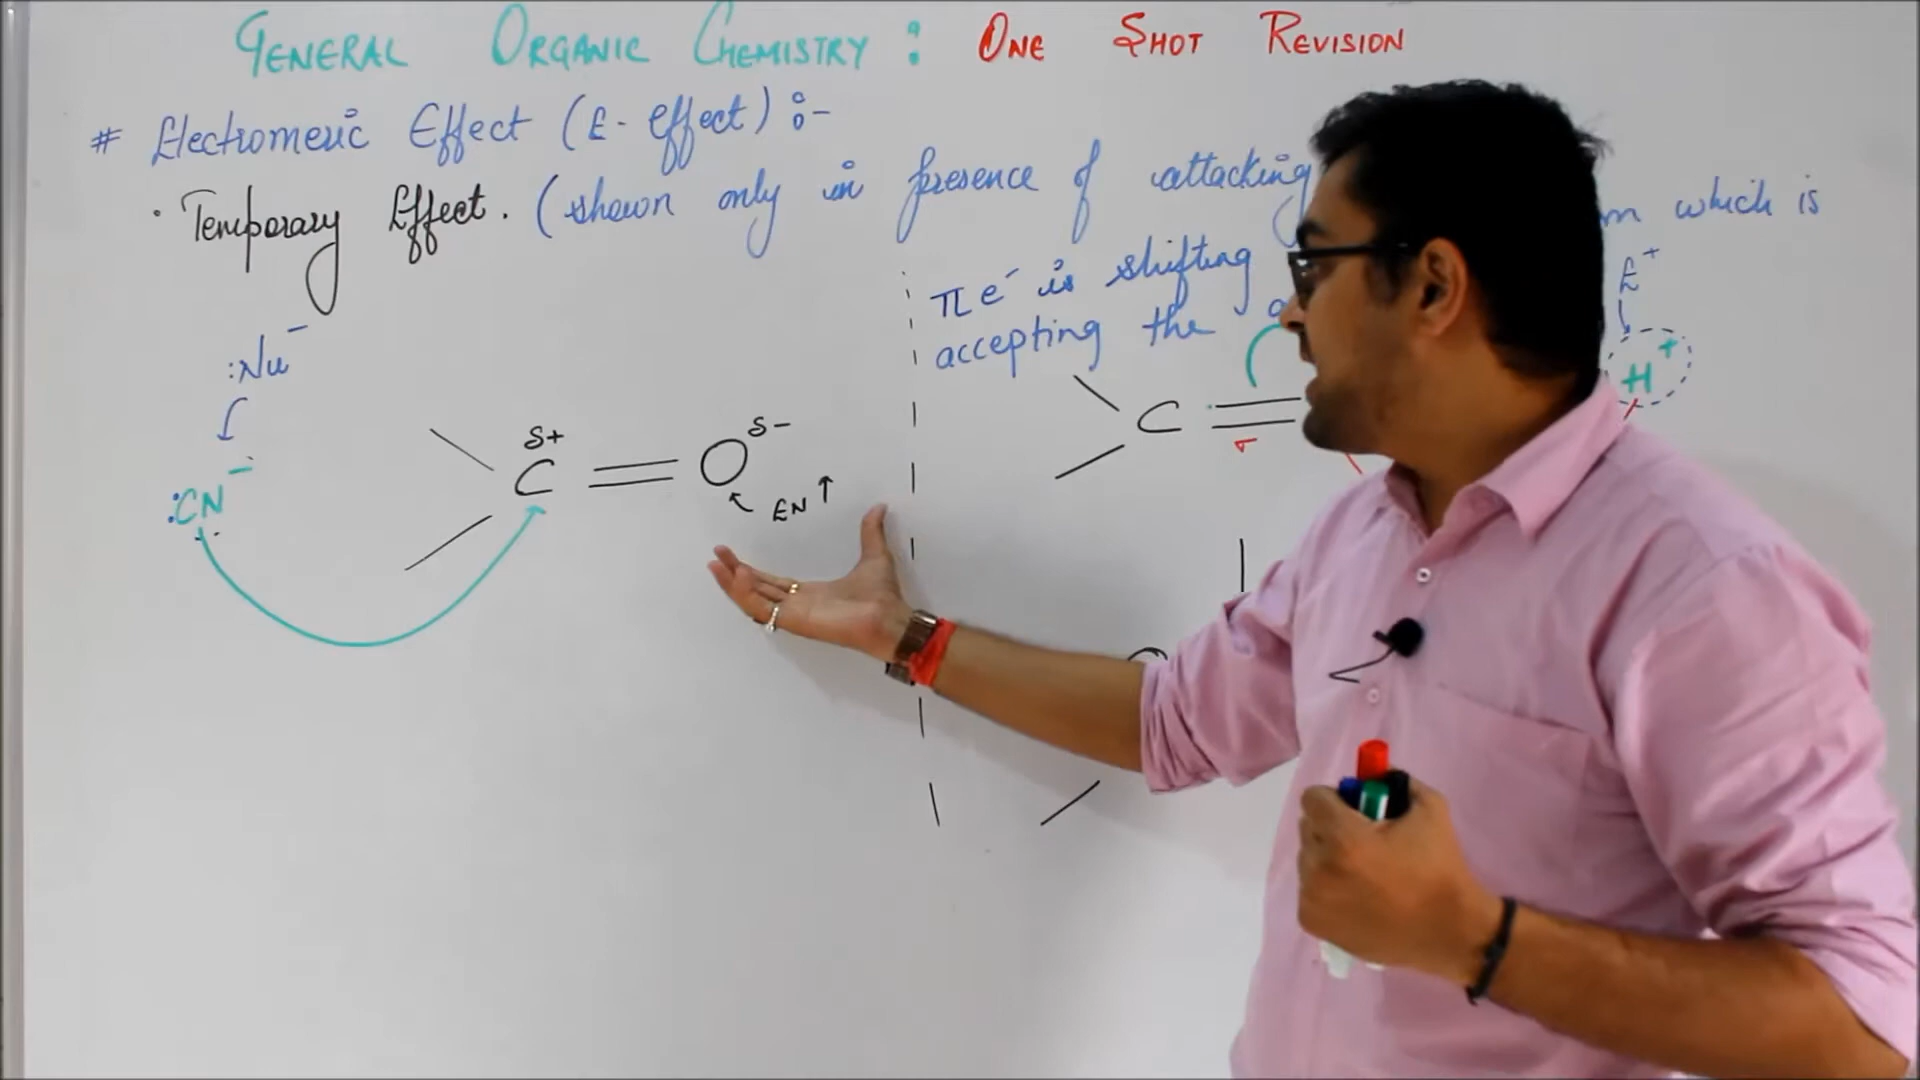 GENERAL ORGANIC CHEMISTRY : ONE SHOT REVISION
# Electromeric Effect (E-effect) :-
• Temporary Effect. (shown only in presence of attacking
which is
π e⁻ is shifting
accepting the
:Nu⁻
:CN⁻
δ+
C
O
δ-
EN↑
C
σ
E⁺
H⁺